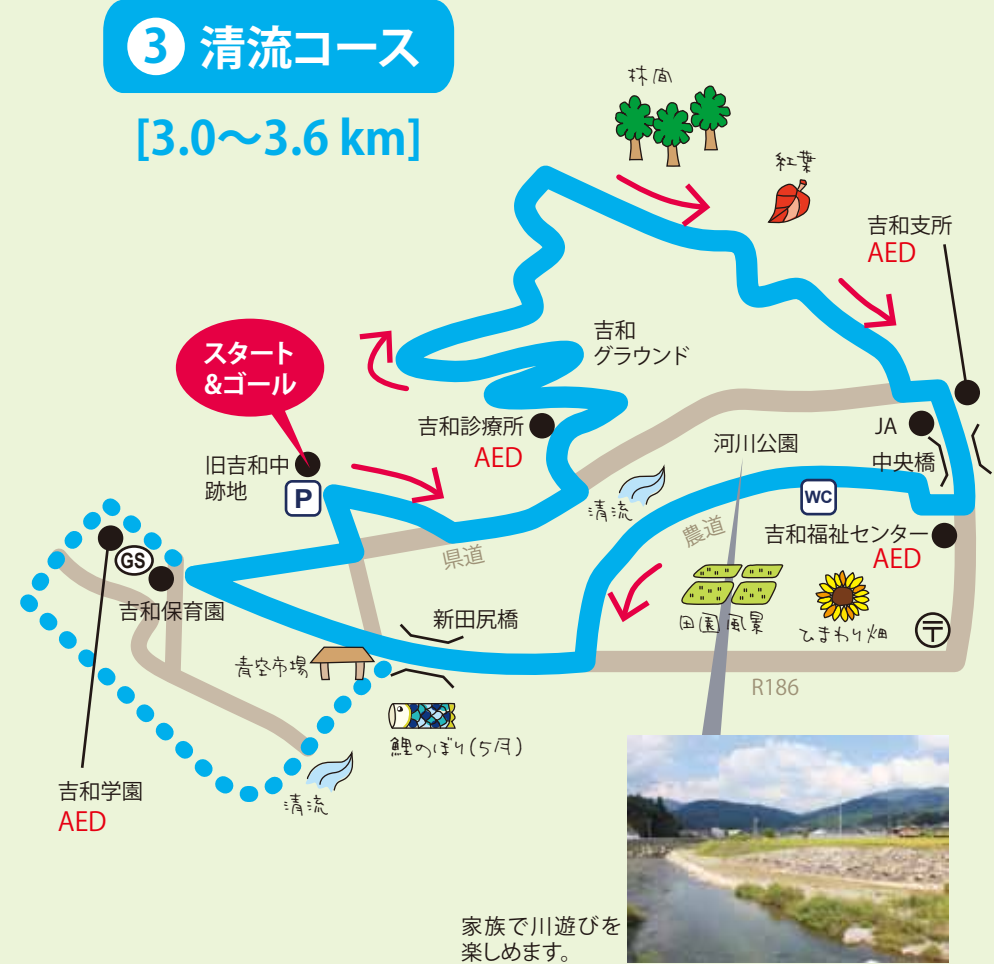 3 清流コース
[3.0～3.6 km]
林間
紅葉
吉和支所
AED
スタート
&ゴール
吉和
グラウンド
吉和診療所
AED
JA
中央橋
河川公園
旧吉和中
跡地
P
清流
WC
県道
農道
吉和福祉センター
AED
GS
吉和保育園
新田尻橋
田園風景
ひまわり畑
〒
青空市場
R186
鯉のぼり(5月)
吉和学園
AED
清流
家族で川遊びを
楽しめます。